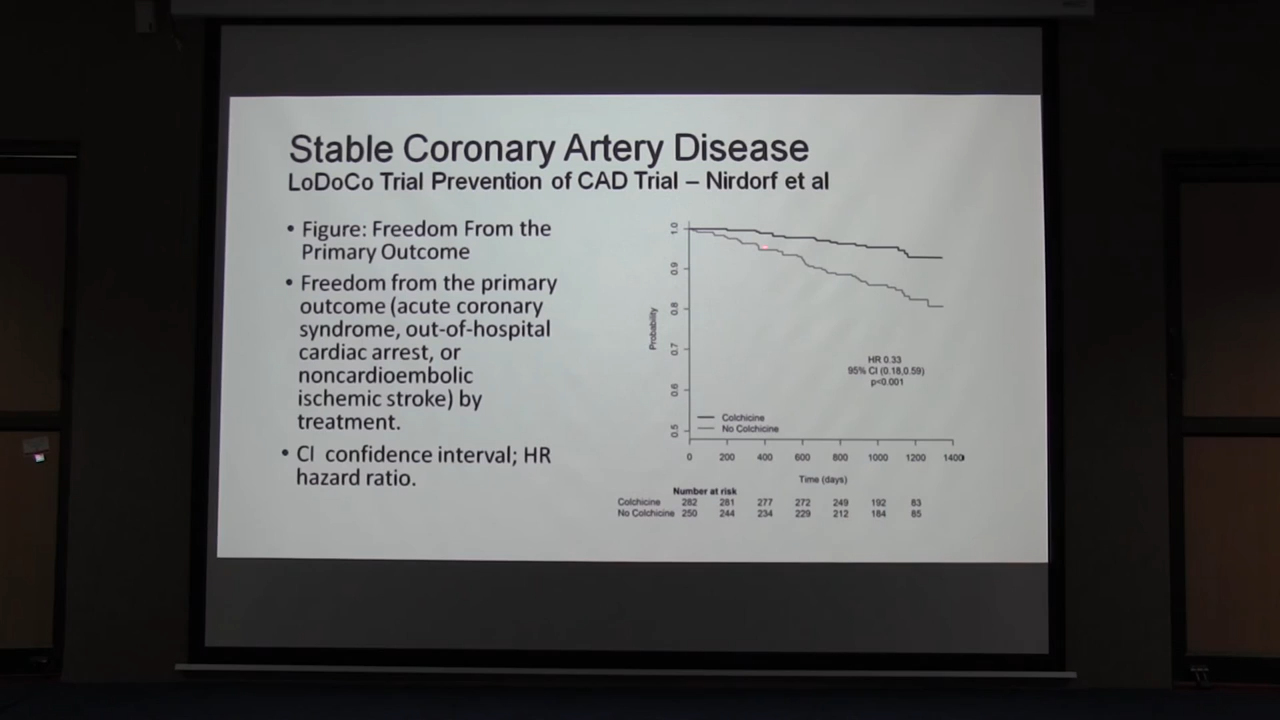 Stable Coronary Artery Disease
LoDoCo Trial Prevention of CAD Trial – Nirdorf et al
• Figure: Freedom From the
Primary Outcome
• Freedom from the primary
outcome (acute coronary
syndrome, out-of-hospital
cardiac arrest, or
noncardioembolic
ischemic stroke) by
treatment.
• CI confidence interval; HR
hazard ratio.
Probability
1.0
0.9
0.8
0.7
0.6
0.5
HR 0.33
95% CI (0.18,0.59)
p<0.001
Colchicine
No Colchicine
0 200 400 600 800 1000 1200 1400
Time (days)
Number at risk
Colchicine 282 281 277 272 249 192 83
No Colchicine 250 244 234 229 212 184 85